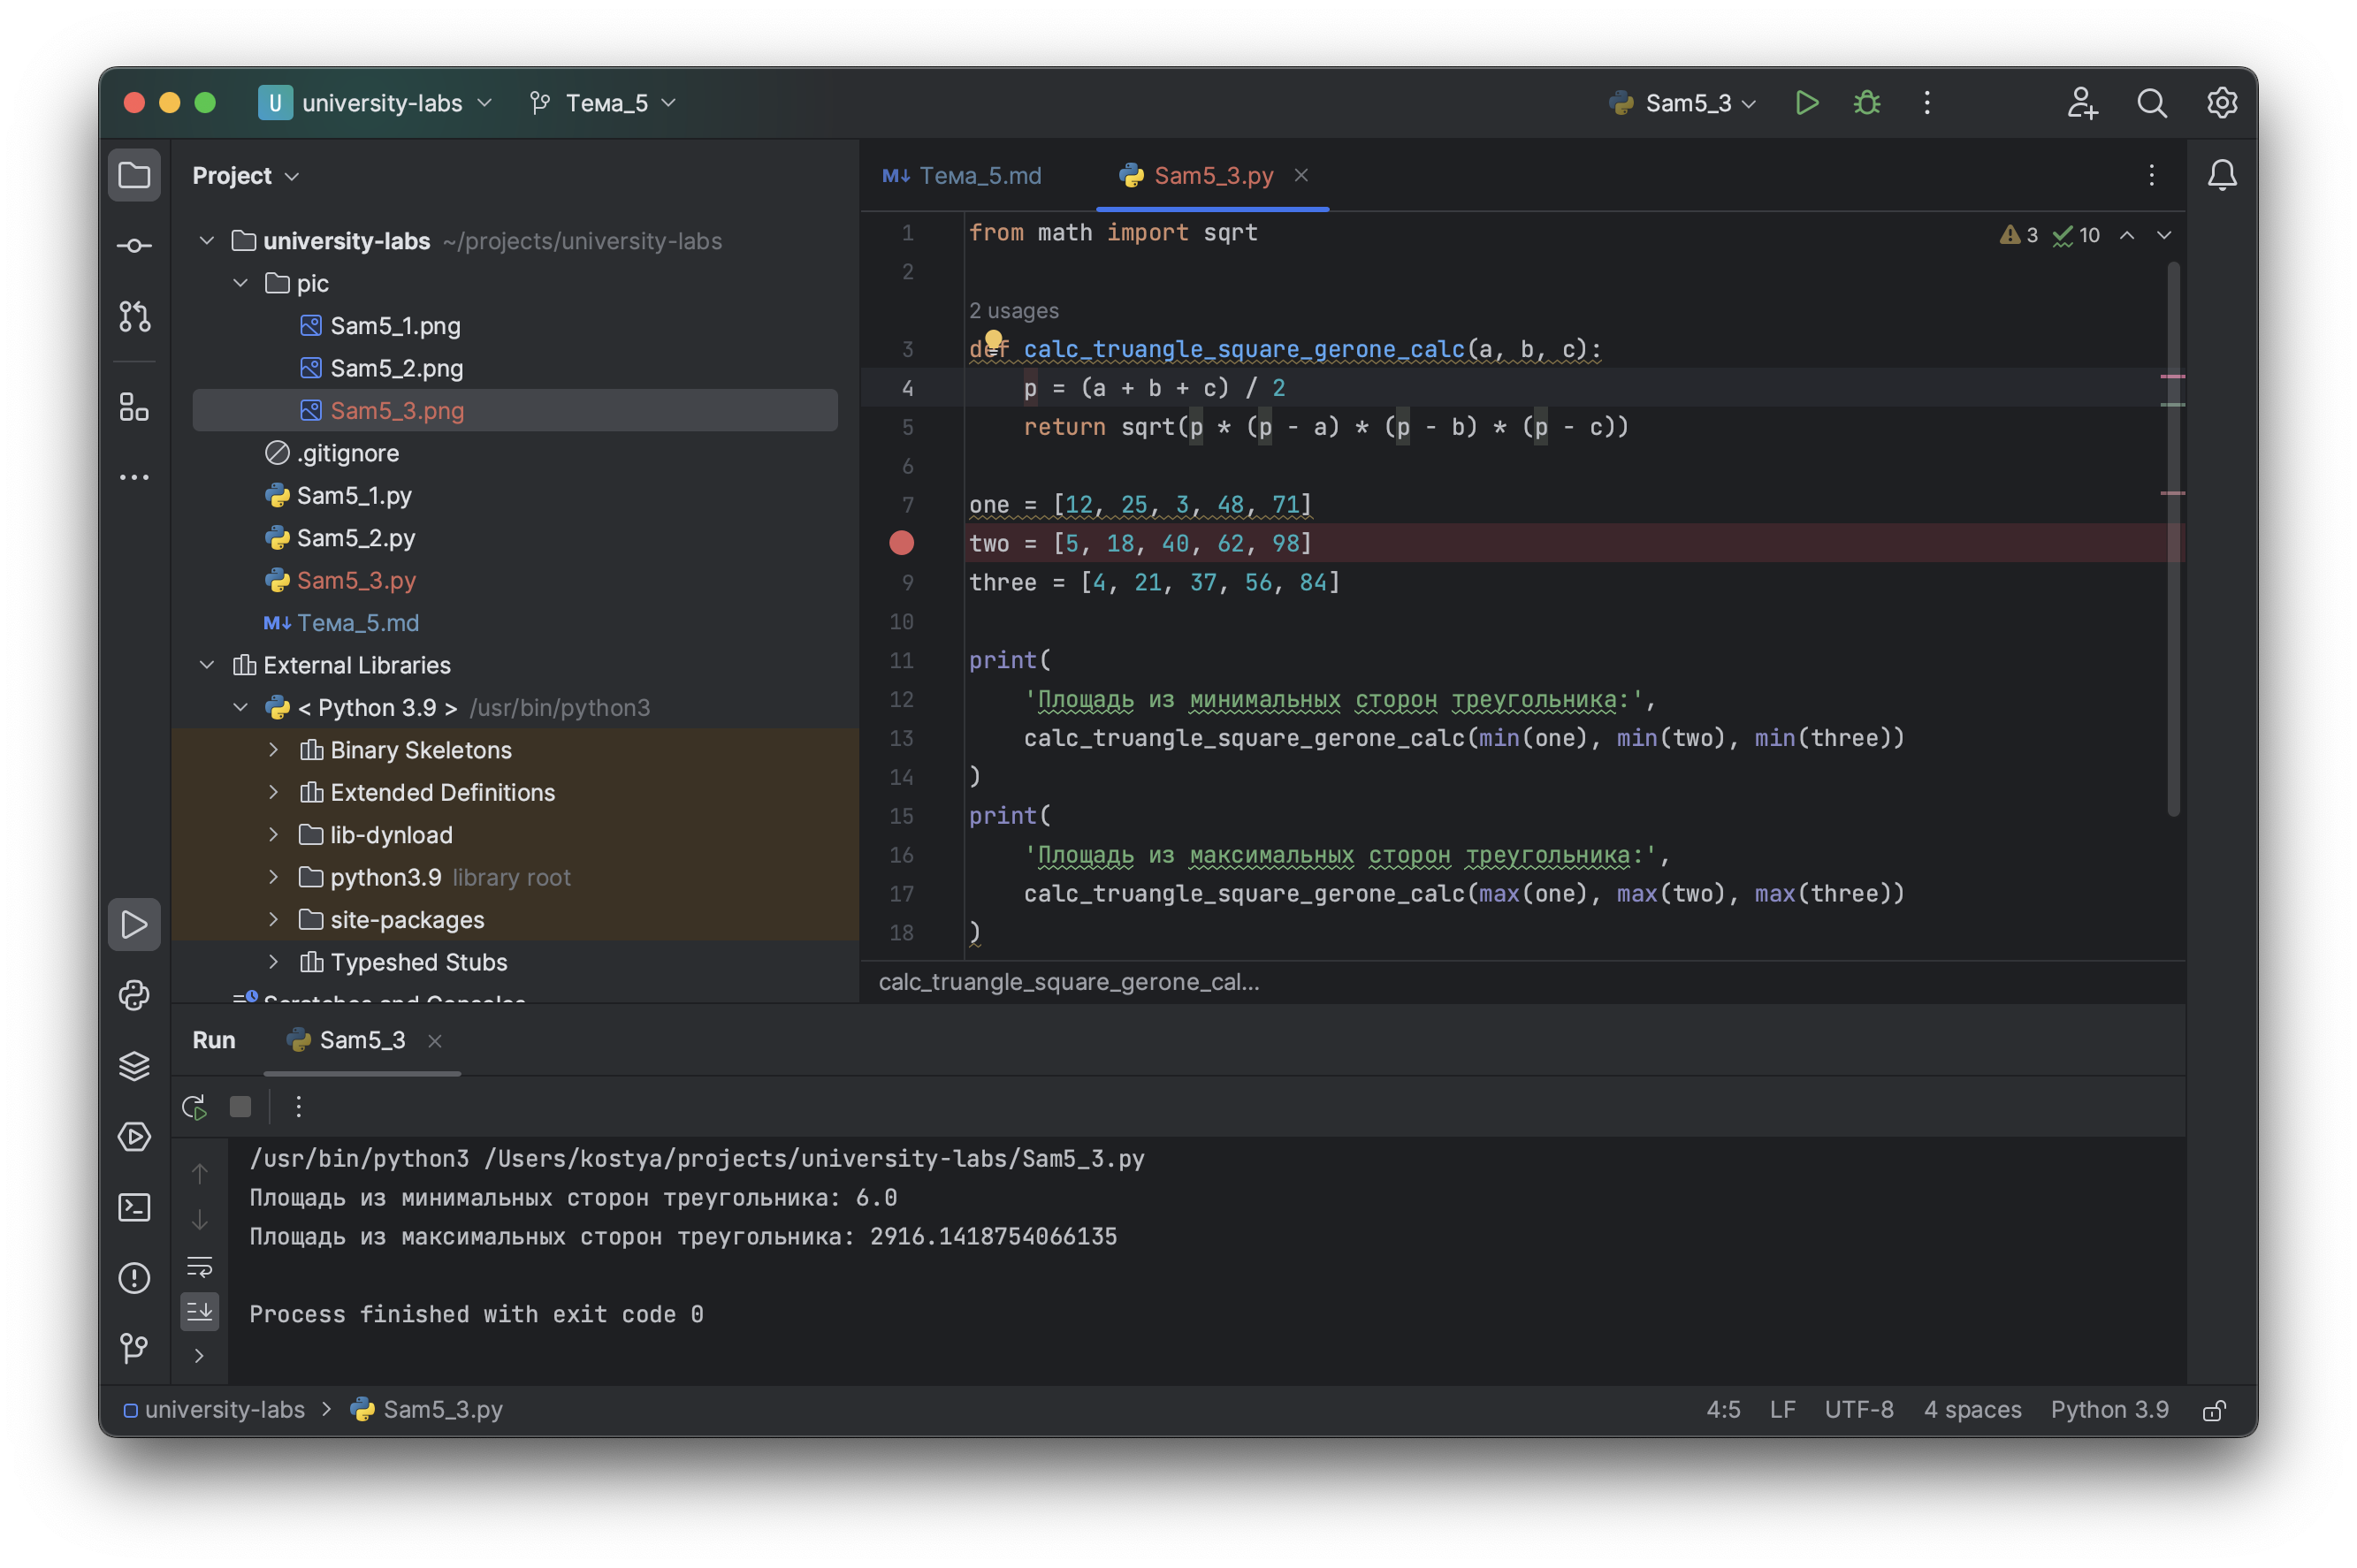 U university-labs Тема_5 Sam5_3
Project
university-labs ~/projects/university-labs
pic
Sam5_1.png
Sam5_2.png
Sam5_3.png
.gitignore
Sam5_1.py
Sam5_2.py
Sam5_3.py
M↓ Тема_5.md
External Libraries
< Python 3.9 > /usr/bin/python3
Binary Skeletons
Extended Definitions
lib-dynload
python3.9 library root
site-packages
Typeshed Stubs
Scratches and Consoles
M↓ Тема_5.md Sam5_3.py
3 10
1 from math import sqrt
2
2 usages
3 def calc_truangle_square_gerone_calc(a, b, c):
4 p = (a + b + c) / 2
5 return sqrt(p * (p - a) * (p - b) * (p - c))
6
7 one = [12, 25, 3, 48, 71]
two = [5, 18, 40, 62, 98]
9 three = [4, 21, 37, 56, 84]
10
11 print(
12 'Площадь из минимальных сторон треугольника:',
13 calc_truangle_square_gerone_calc(min(one), min(two), min(three))
14 )
15 print(
16 'Площадь из максимальных сторон треугольника:',
17 calc_truangle_square_gerone_calc(max(one), max(two), max(three))
18 )
calc_truangle_square_gerone_cal...
Run Sam5_3
/usr/bin/python3 /Users/kostya/projects/university-labs/Sam5_3.py
Площадь из минимальных сторон треугольника: 6.0
Площадь из максимальных сторон треугольника: 2916.1418754066135
Process finished with exit code 0
university-labs > Sam5_3.py 4:5 LF UTF-8 4 spaces Python 3.9